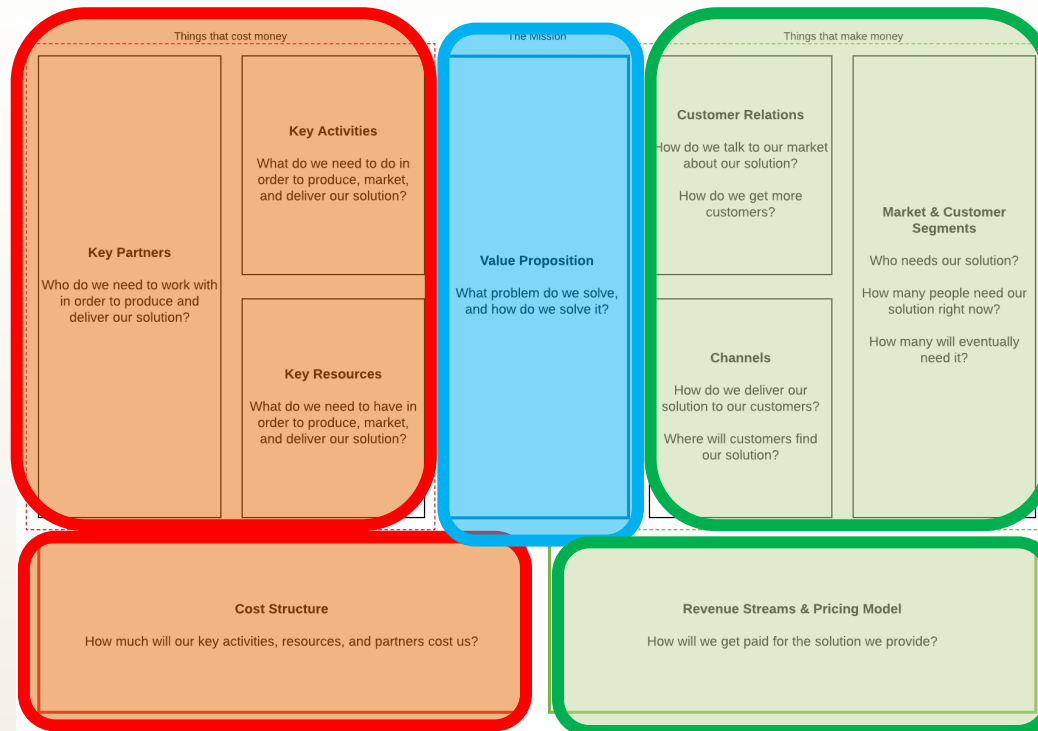 Things that cost money
The Mission
Things that make money
Key Partners
Who do we need to work with
in order to produce and
deliver our solution?
Key Activities
What do we need to do in
order to produce, market,
and deliver our solution?
Key Resources
What do we need to have in
order to produce, market,
and deliver our solution?
Value Proposition
What problem do we solve,
and how do we solve it?
Customer Relations
How do we talk to our market
about our solution?
How do we get more
customers?
Channels
How do we deliver our
solution to our customers?
Where will customers find
our solution?
Market & Customer
Segments
Who needs our solution?
How many people need our
solution right now?
How many will eventually
need it?
Cost Structure
How much will our key activities, resources, and partners cost us?
Revenue Streams & Pricing Model
How will we get paid for the solution we provide?